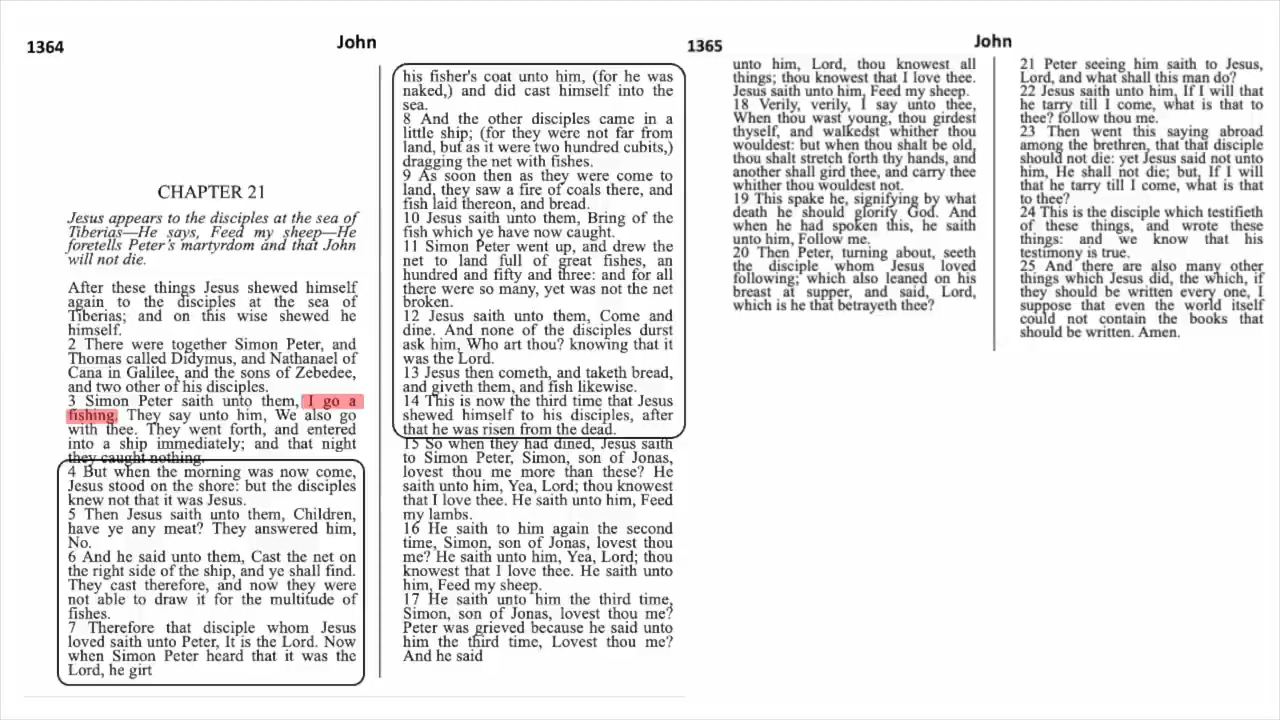 1364
John
CHAPTER 21
Jesus appears to the disciples at the sea of
Tiberias—He says, Feed my sheep—He
foretells Peter's martyrdom and that John
will not die.
After these things Jesus shewed himself
again to the disciples at the sea of
Tiberias; and on this wise shewed he
himself.
2 There were together Simon Peter, and
Thomas called Didymus, and Nathanael of
Cana in Galilee, and the sons of Zebedee,
and two other of his disciples.
3 Simon Peter saith unto them, I go a
fishing. They say unto him, We also go
with thee. They went forth, and entered
into a ship immediately; and that night
they caught nothing.
4 But when the morning was now come,
Jesus stood on the shore: but the disciples
knew not that it was Jesus.
5 Then Jesus saith unto them, Children,
have ye any meat? They answered him,
No.
6 And he said unto them, Cast the net on
the right side of the ship, and ye shall find.
They cast therefore, and now they were
not able to draw it for the multitude of
fishes.
7 Therefore that disciple whom Jesus
loved saith unto Peter, It is the Lord. Now
when Simon Peter heard that it was the
Lord, he girt
his fisher's coat unto him, (for he was
naked,) and did cast himself into the
sea.
8 And the other disciples came in a
little ship; (for they were not far from
land, but as it were two hundred cubits,)
dragging the net with fishes.
9 As soon then as they were come to
land, they saw a fire of coals there, and
fish laid thereon, and bread.
10 Jesus saith unto them, Bring of the
fish which ye have now caught.
11 Simon Peter went up, and drew the
net to land full of great fishes, an
hundred and fifty and three: and for all
there were so many, yet was not the net
broken.
12 Jesus saith unto them, Come and
dine. And none of the disciples durst
ask him, Who art thou? knowing that it
was the Lord.
13 Jesus then cometh, and taketh bread,
and giveth them, and fish likewise.
14 This is now the third time that Jesus
shewed himself to his disciples, after
that he was risen from the dead.
15 So when they had dined, Jesus saith
to Simon Peter, Simon, son of Jonas,
lovest thou me more than these? He
saith unto him, Yea, Lord; thou knowest
that I love thee. He saith unto him, Feed
my lambs.
16 He saith to him again the second
time, Simon, son of Jonas, lovest thou
me? He saith unto him, Yea, Lord; thou
knowest that I love thee. He saith unto
him, Feed my sheep.
17 He saith unto him the third time,
Simon, son of Jonas, lovest thou me?
Peter was grieved because he said unto
him the third time, Lovest thou me?
And he said
1365
John
unto him, Lord, thou knowest all
things; thou knowest that I love thee.
Jesus saith unto him, Feed my sheep.
18 Verily, verily, I say unto thee,
When thou wast young, thou girdest
thyself, and walkedst whither thou
wouldest: but when thou shalt be old,
thou shalt stretch forth thy hands, and
another shall gird thee, and carry thee
whither thou wouldest not.
19 This spake he, signifying by what
death he should glorify God. And
when he had spoken this, he saith
unto him, Follow me.
20 Then Peter, turning about, seeth
the disciple whom Jesus loved
following; which also leaned on his
breast at supper, and said, Lord,
which is he that betrayeth thee?
21 Peter seeing him saith to Jesus,
Lord, and what shall this man do?
22 Jesus saith unto him, If I will that
he tarry till I come, what is that to
thee? follow thou me.
23 Then went this saying abroad
among the brethren, that that disciple
should not die: yet Jesus said not unto
him, He shall not die; but, If I will
that he tarry till I come, what is that
to thee?
24 This is the disciple which testifieth
of these things, and wrote these
things: and we know that his
testimony is true.
25 And there are also many other
things which Jesus did, the which, if
they should be written every one, I
suppose that even the world itself
could not contain the books that
should be written. Amen.